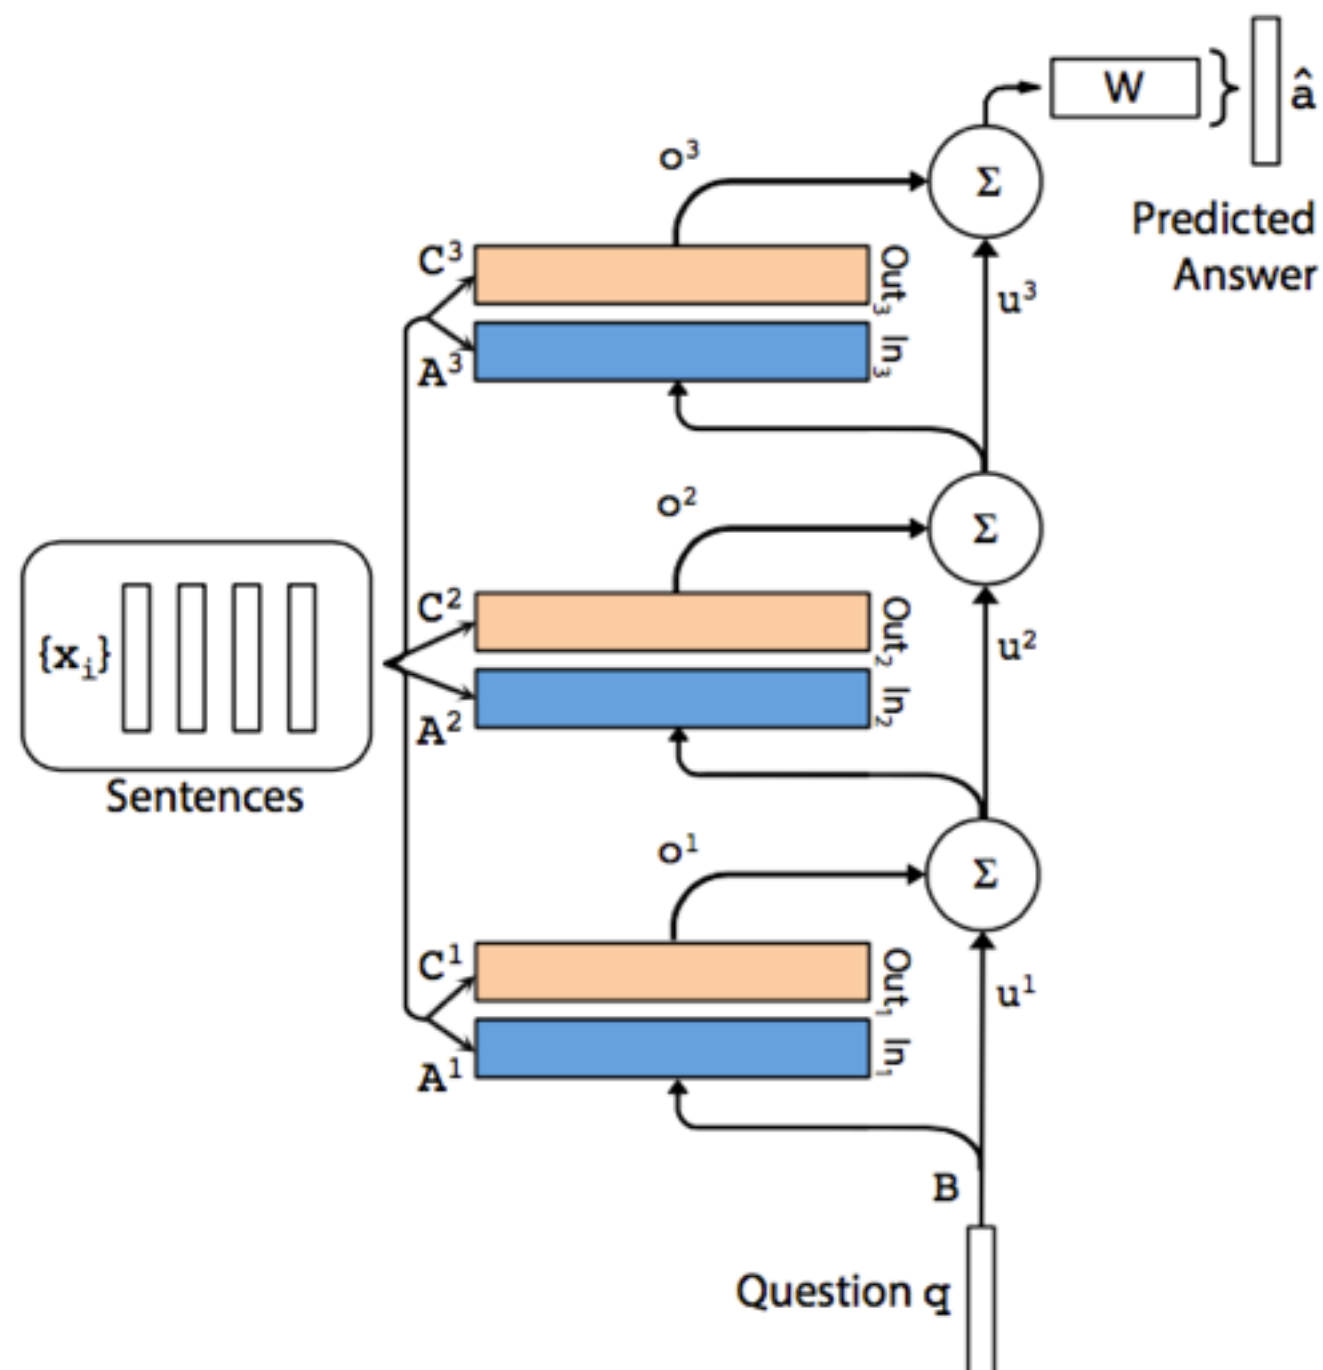 W
â
Σ
Predicted
Answer
o³
C³
Out₃
In₃
A³
u³
o²
Σ
C²
Out₂
In₂
A²
u²
{xᵢ}
Sentences
o¹
Σ
C¹
Out₁
In₁
A¹
u¹
B
Question q